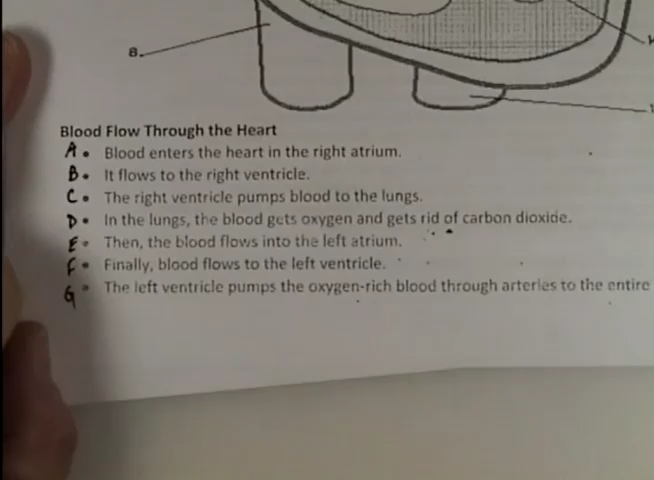 8.
Blood Flow Through the Heart
A • Blood enters the heart in the right atrium.
B • It flows to the right ventricle.
C • The right ventricle pumps blood to the lungs.
D • In the lungs, the blood gets oxygen and gets rid of carbon dioxide.
E • Then, the blood flows into the left atrium.
F • Finally, blood flows to the left ventricle.
G • The left ventricle pumps the oxygen-rich blood through arteries to the entire